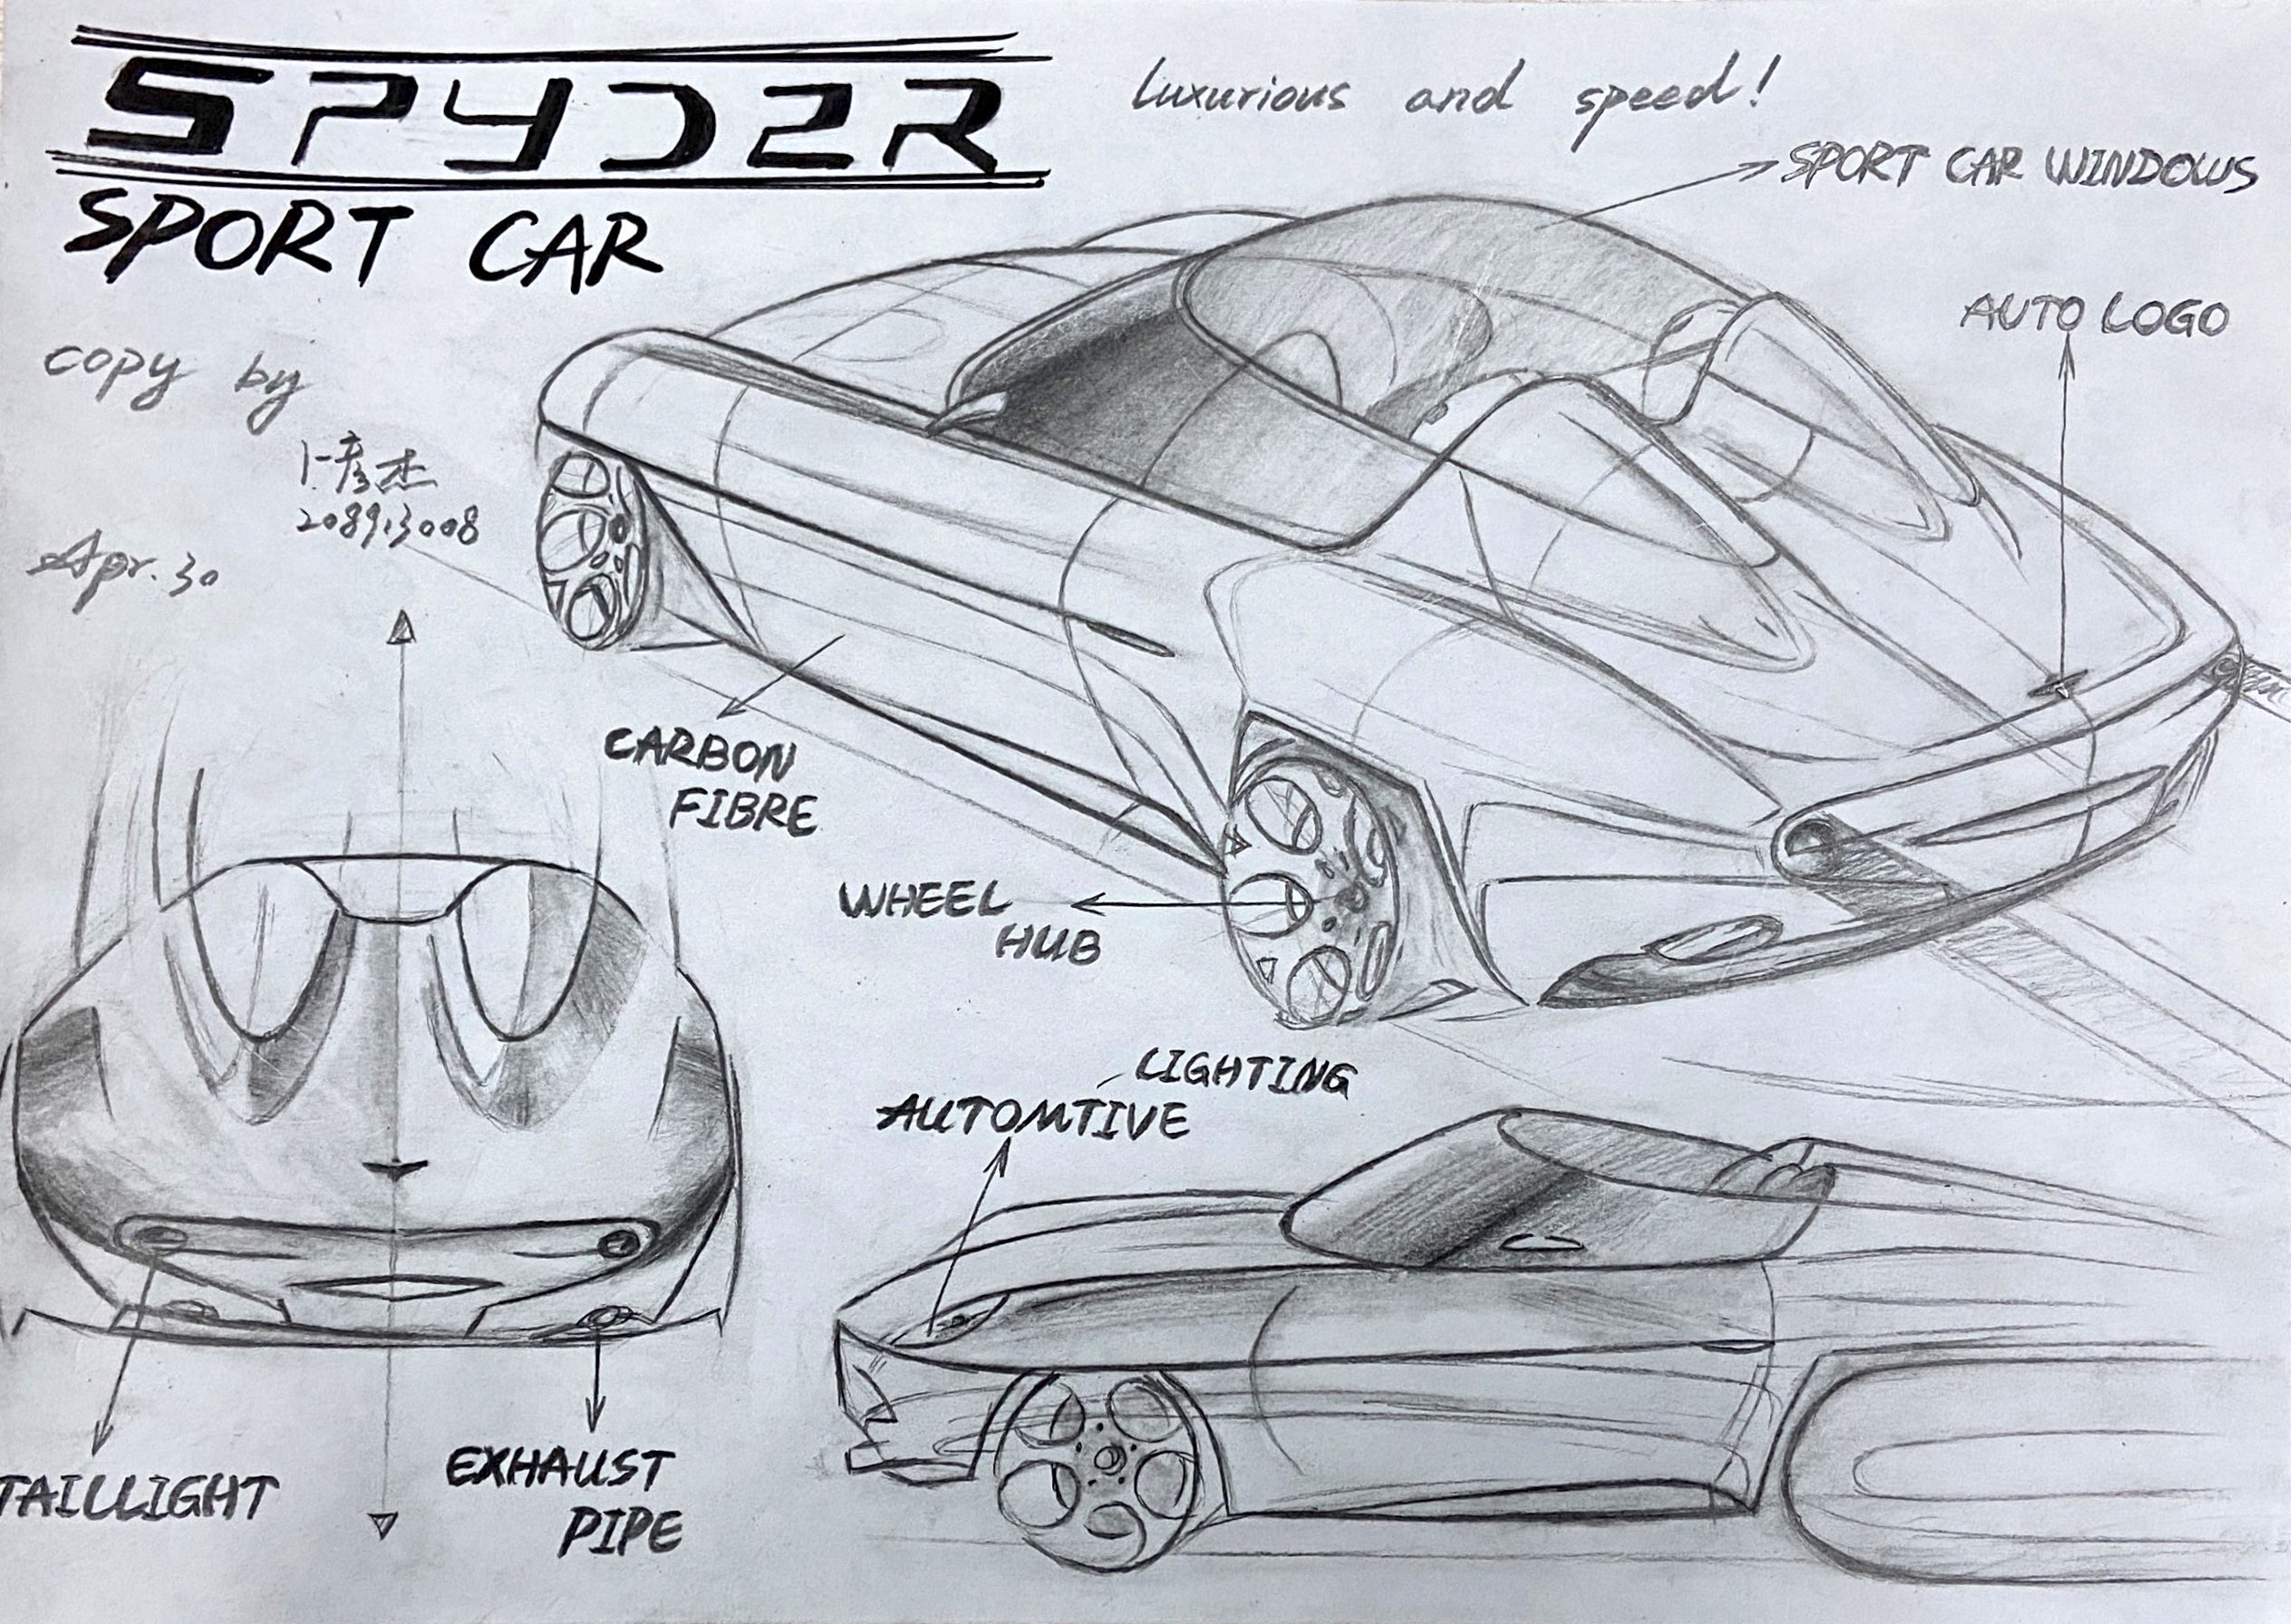 SPYDER
SPORT CAR
Luxurious and speed!
SPORT CAR WINDOWS
AUTO LOGO
copy by
卜彦杰
208913008
Apr.30
CARBON
FIBRE
WHEEL
HUB
LIGHTING
AUTOMTIVE
TAILLIGHT
EXHAUST
PIPE